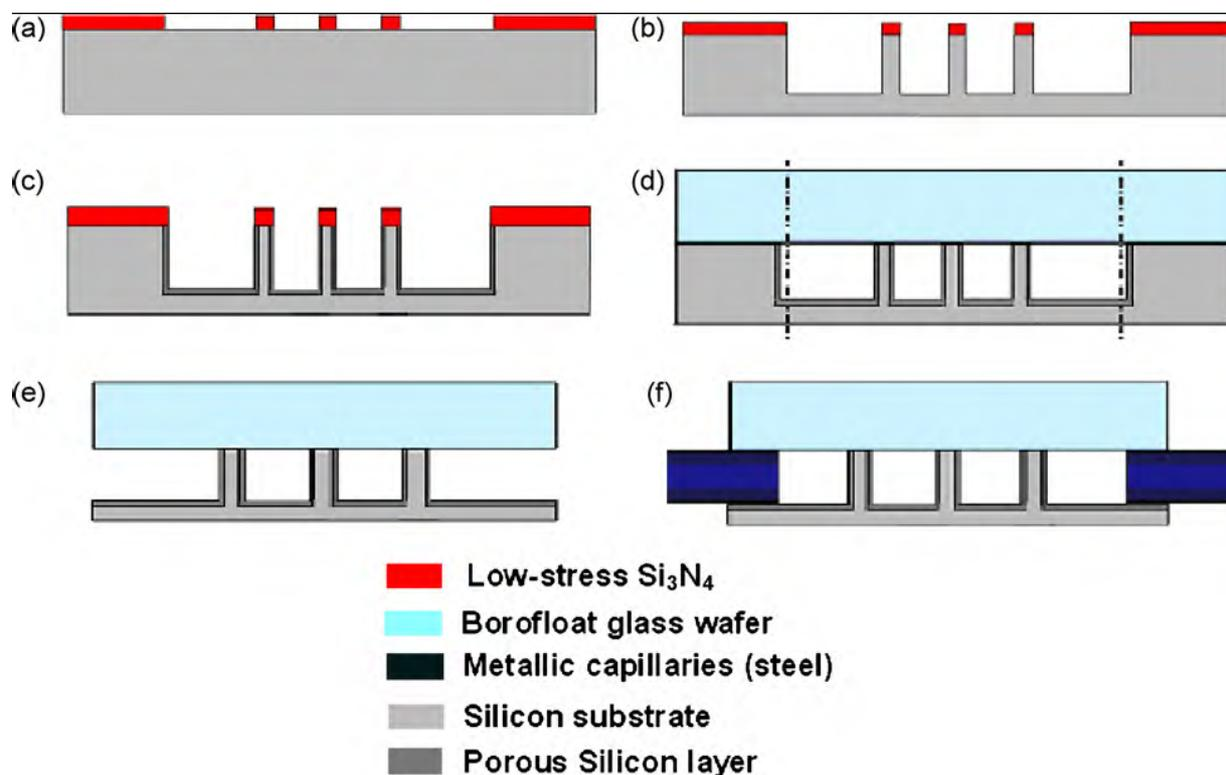 (a)
(b)
(c)
(d)
(e)
(f)
Low-stress Si₃N₄
Borofloat glass wafer
Metallic capillaries (steel)
Silicon substrate
Porous Silicon layer